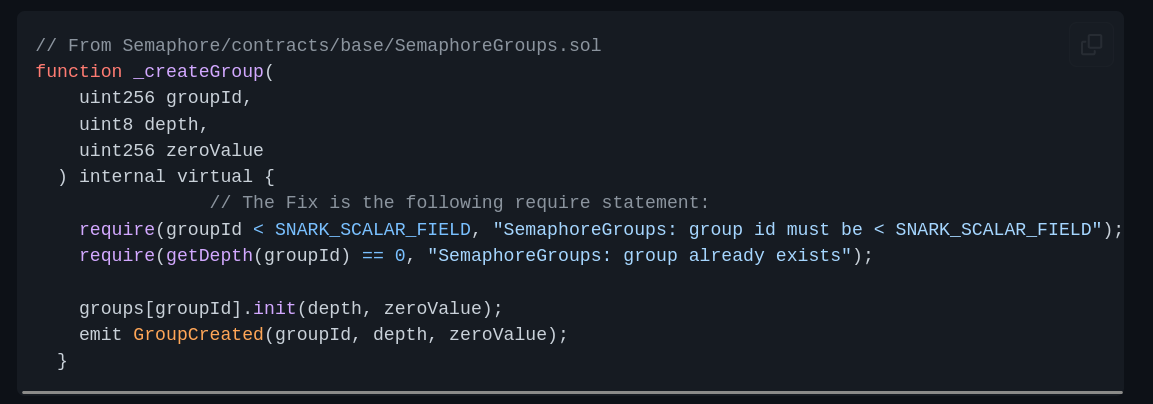 // From Semaphore/contracts/base/SemaphoreGroups.sol
function _createGroup(
    uint256 groupId,
    uint8 depth,
    uint256 zeroValue
  ) internal virtual {
                // The Fix is the following require statement:
    require(groupId < SNARK_SCALAR_FIELD, "SemaphoreGroups: group id must be < SNARK_SCALAR_FIELD");
    require(getDepth(groupId) == 0, "SemaphoreGroups: group already exists");

    groups[groupId].init(depth, zeroValue);
    emit GroupCreated(groupId, depth, zeroValue);
  }